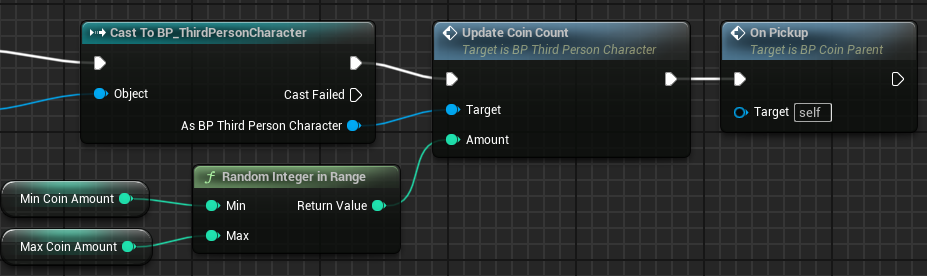 Cast To BP_ThirdPersonCharacter
Object
Cast Failed
As BP Third Person Character
Update Coin Count
Target is BP Third Person Character
Target
Amount
On Pickup
Target is BP Coin Parent
Target self
Min Coin Amount
Max Coin Amount
f Random Integer in Range
Min Return Value
Max